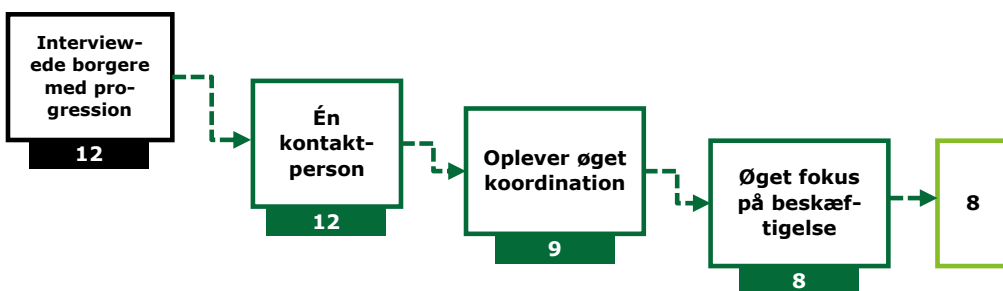 Interview-
ede borgere
med pro-
gression
12
Én
kontakt-
person
12
Oplever øget
koordination
9
Øget fokus
på beskæf-
tigelse
8
8